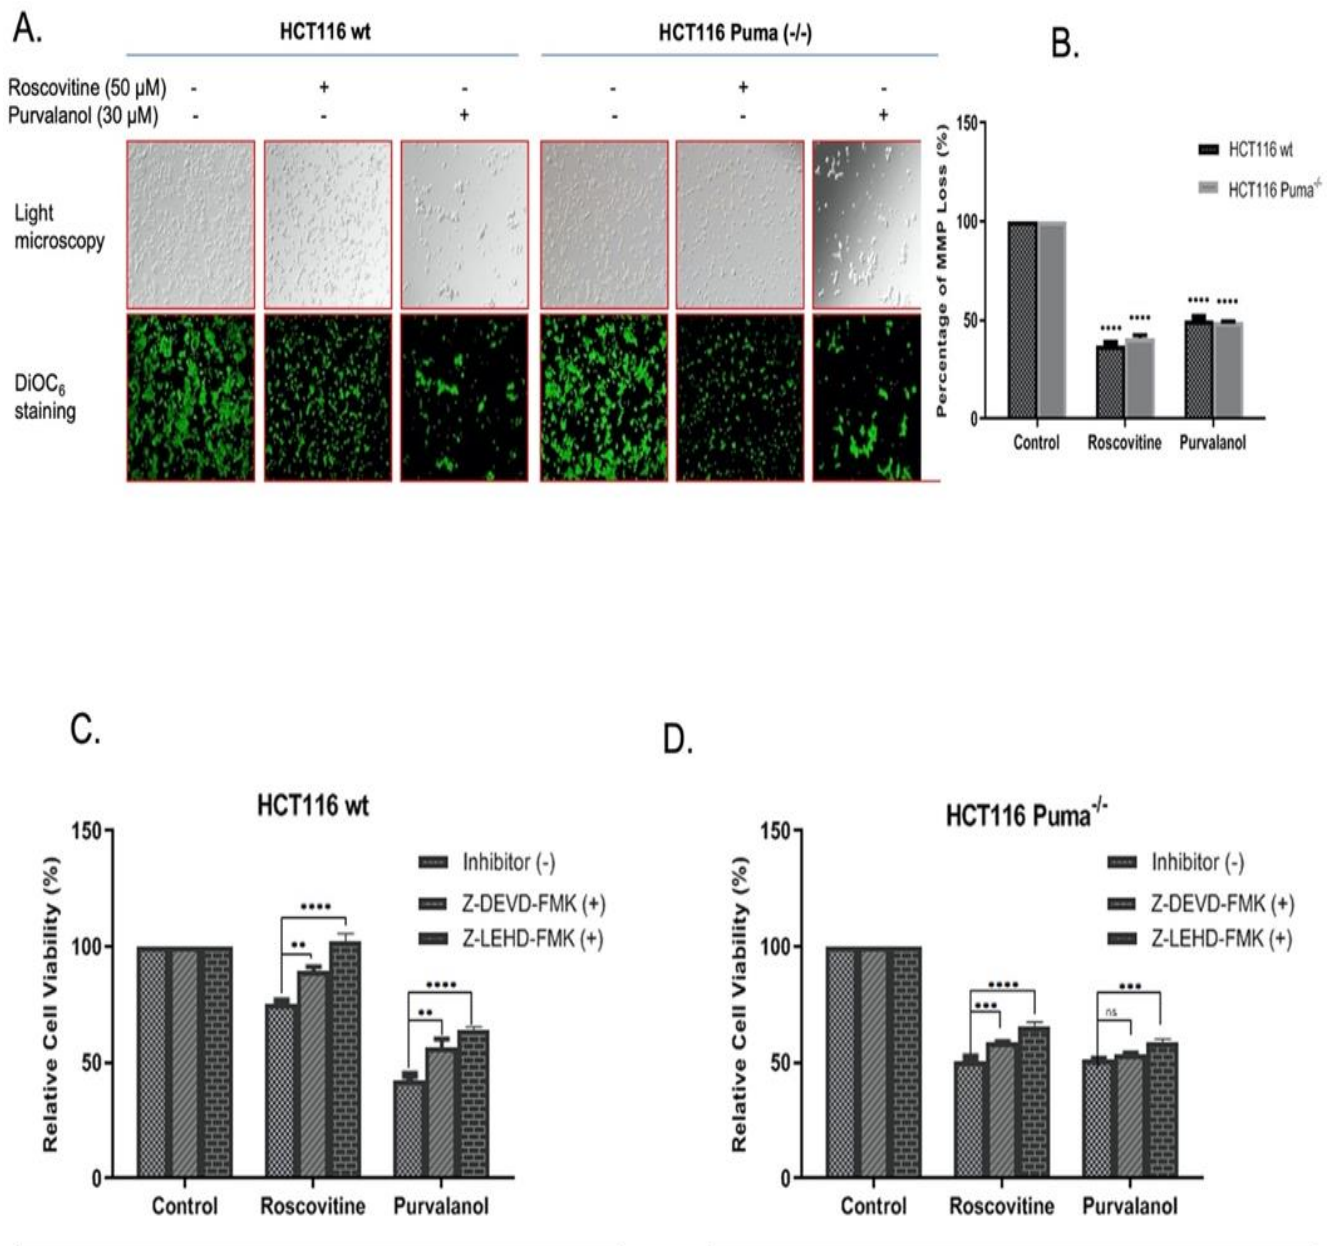 A.
HCT116 wt
HCT116 Puma (-/-)
Roscovitine (50 µM) - + - - + -
Purvalanol (30 µM) - - + - - +
Light
microscopy
DiOC6
staining
B.
Percentage of MMP Loss (%)
150
100
50
0
HCT116 wt
HCT116 Puma-/-
**** ****
**** ****
Control Roscovitine Purvalanol
C.
HCT116 wt
Relative Cell Viability (%)
150
100
50
0
Inhibitor (-)
Z-DEVD-FMK (+)
Z-LEHD-FMK (+)
****
**
****
**
Control Roscovitine Purvalanol
D.
HCT116 Puma-/-
Relative Cell Viability (%)
150
100
50
0
Inhibitor (-)
Z-DEVD-FMK (+)
Z-LEHD-FMK (+)
****
***
***
ns
Control Roscovitine Purvalanol